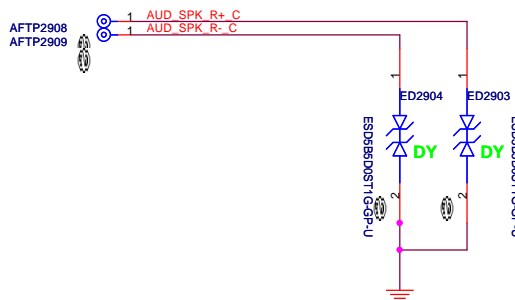 AFTP2908
AFTP2909
1 AUD_SPK_R+_C
1 AUD_SPK_R-_C
1
1
ED2904
ED2903
ESD5B5D0ST1G-GP-U
DY
DY
2
2